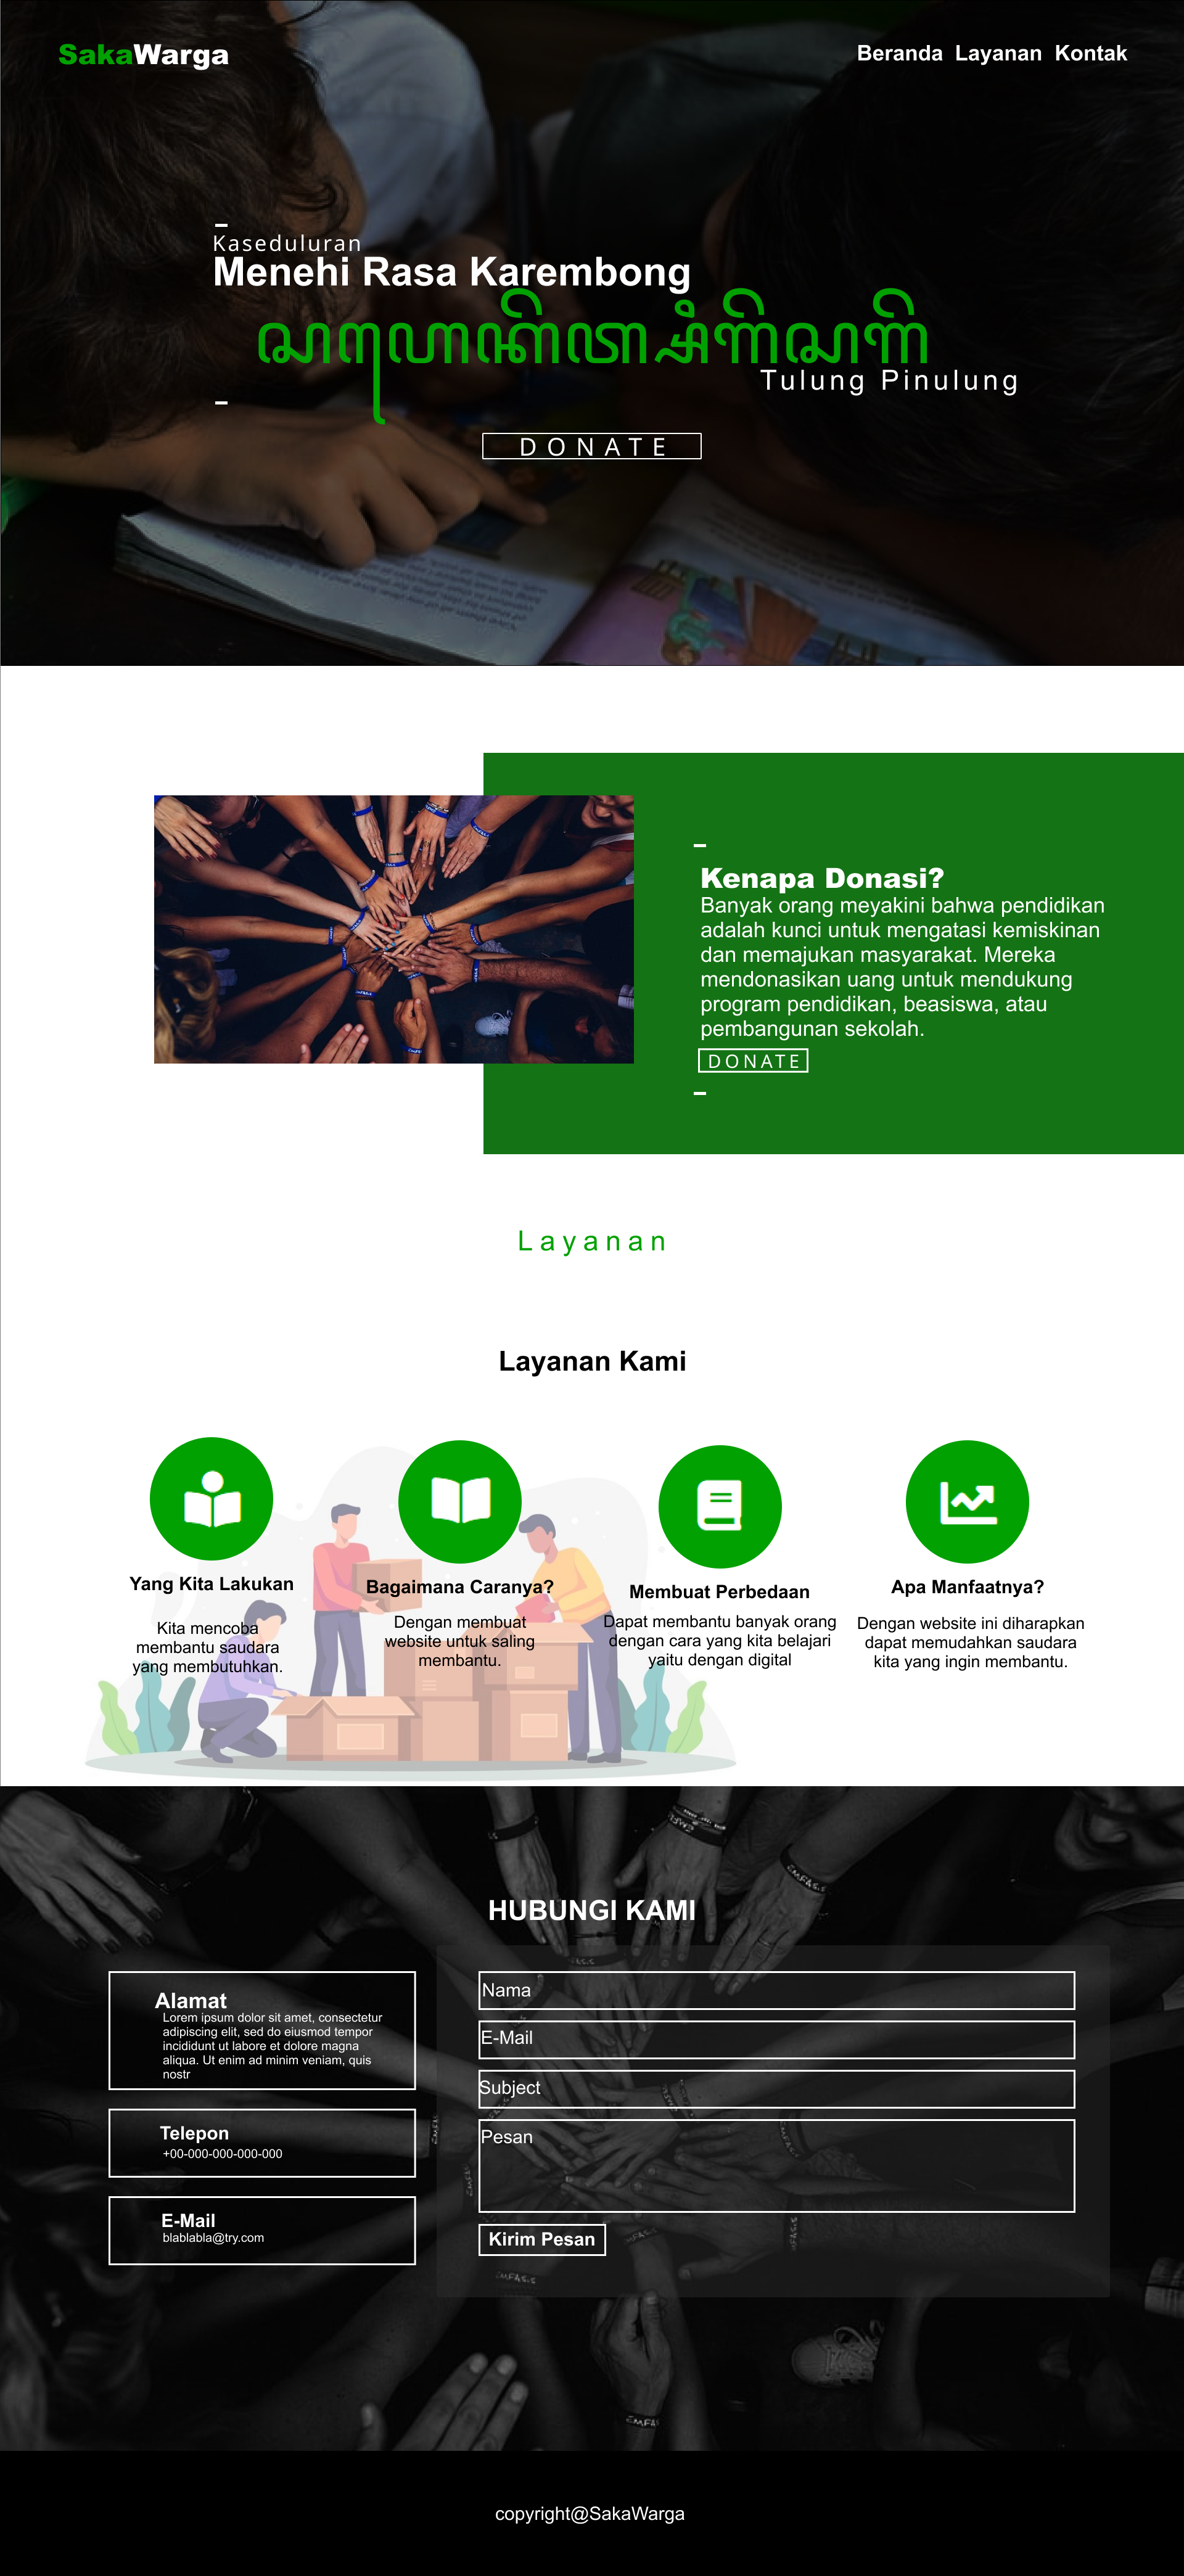 SakaWarga
Beranda Layanan Kontak
Kaseduluran
Menehi Rasa Karembong
Tulung Pinulung
DONATE
Kenapa Donasi?
Banyak orang meyakini bahwa pendidikan
adalah kunci untuk mengatasi kemiskinan
dan memajukan masyarakat. Mereka
mendonasikan uang untuk mendukung
program pendidikan, beasiswa, atau
pembangunan sekolah.
DONATE
Layanan
Layanan Kami
Yang Kita Lakukan
Kita mencoba
membantu saudara
yang membutuhkan.
Bagaimana Caranya?
Dengan membuat
website untuk saling
membantu.
Membuat Perbedaan
Dapat membantu banyak orang
dengan cara yang kita belajari
yaitu dengan digital
Apa Manfaatnya?
Dengan website ini diharapkan
dapat memudahkan saudara
kita yang ingin membantu.
HUBUNGI KAMI
Alamat
Lorem ipsum dolor sit amet, consectetur
adipiscing elit, sed do eiusmod tempor
incididunt ut labore et dolore magna
aliqua. Ut enim ad minim veniam, quis
nostr
Telepon
+00-000-000-000-000
E-Mail
blablabla@try.com
Nama
E-Mail
Subject
Pesan
Kirim Pesan
copyright@SakaWarga